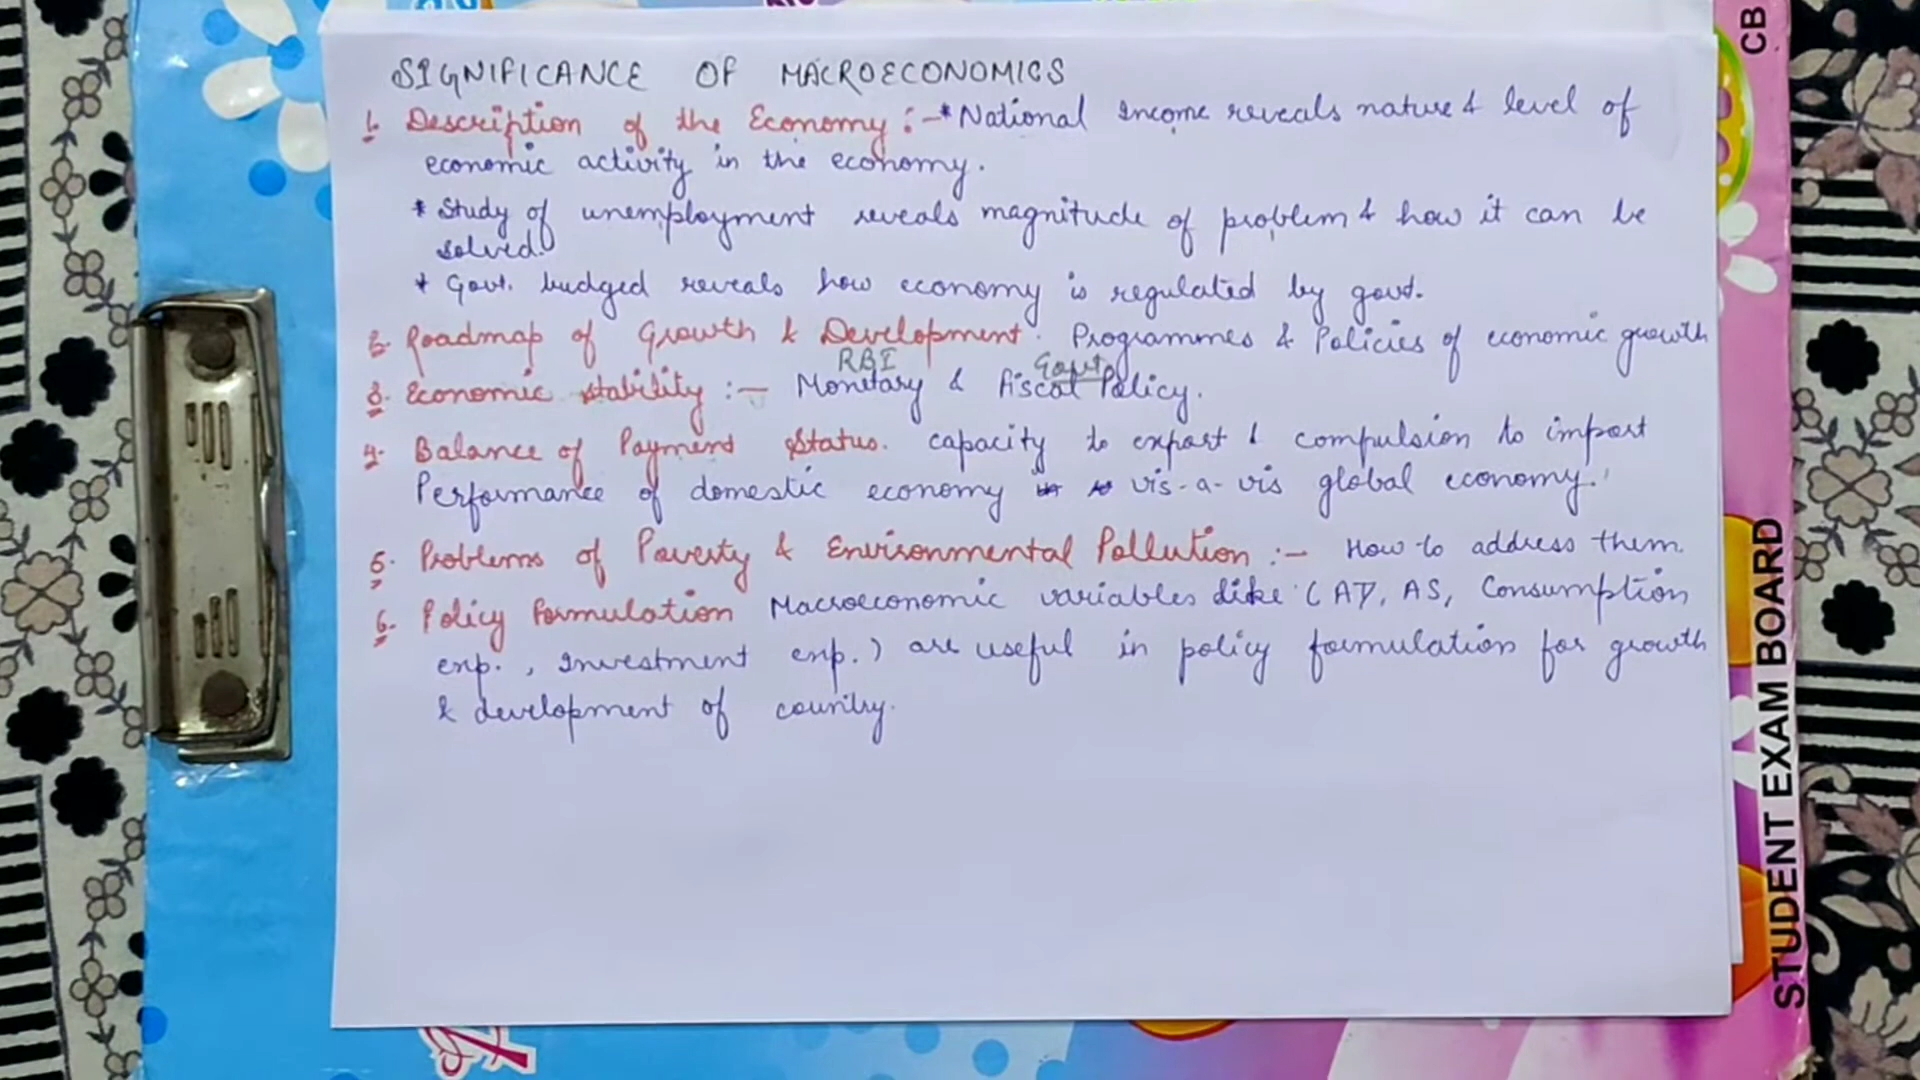 SIGNIFICANCE OF MACROECONOMICS
1. Description of the Economy :- * National Income reveals nature & level of
economic activity in the economy.
* Study of unemployment reveals magnitude of problem & how it can be
solved.
* Govt. budged reveals how economy is regulated by govt.
2. Roadmap of Growth & Development. Programmes & Policies of economic growth
RBI Govt.
3. Economic stability :- Monetary & Fiscal Policy.
4. Balance of Payment Status. capacity to export & compulsion to import
Performance of domestic economy vis-a-vis global economy.
5. Problems of Poverty & Environmental Pollution :- How to address them.
6. Policy Formulation Macroeconomic variables like (AD, AS, Consumption
exp., Investment exp.) are useful in policy formulation for growth
& development of country.
STUDENT EXAM BOARD
CB